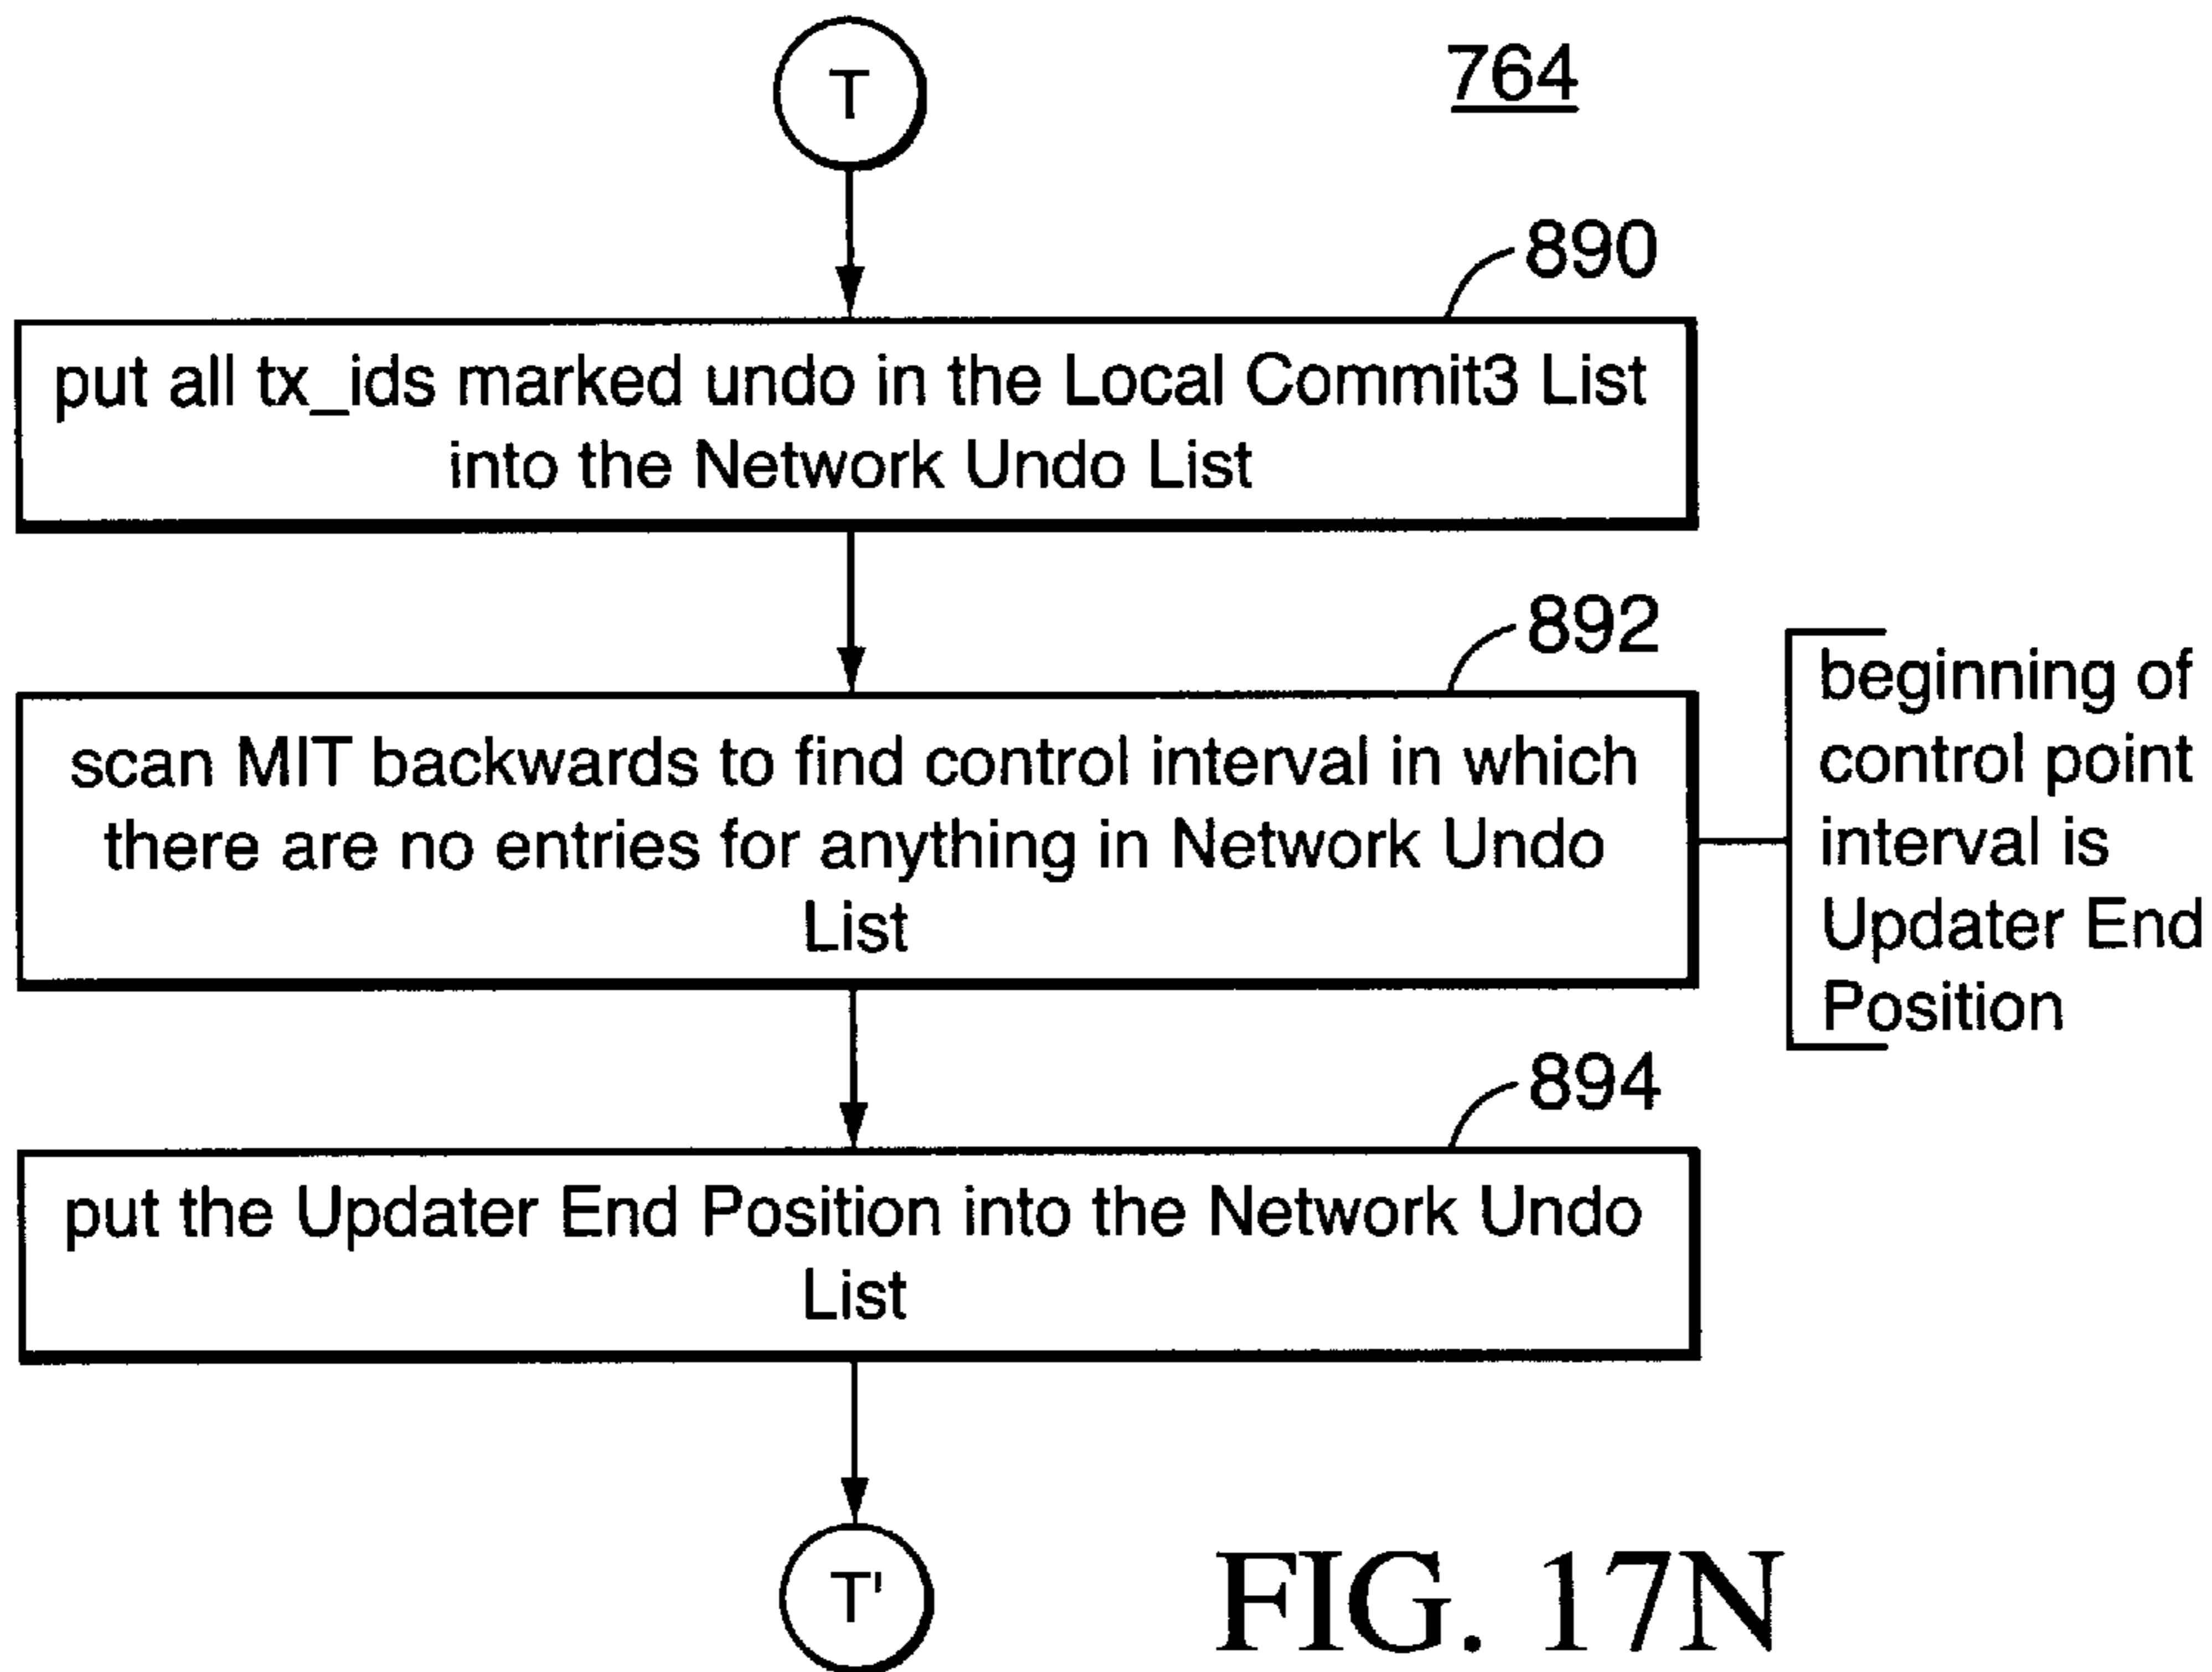 T
764
890
put all tx_ids marked undo in the Local Commit3 List
into the Network Undo List
892
scan MIT backwards to find control interval in which
there are no entries for anything in Network Undo
List
beginning of
control point
interval is
Updater End
Position
894
put the Updater End Position into the Network Undo
List
T'
FIG. 17N